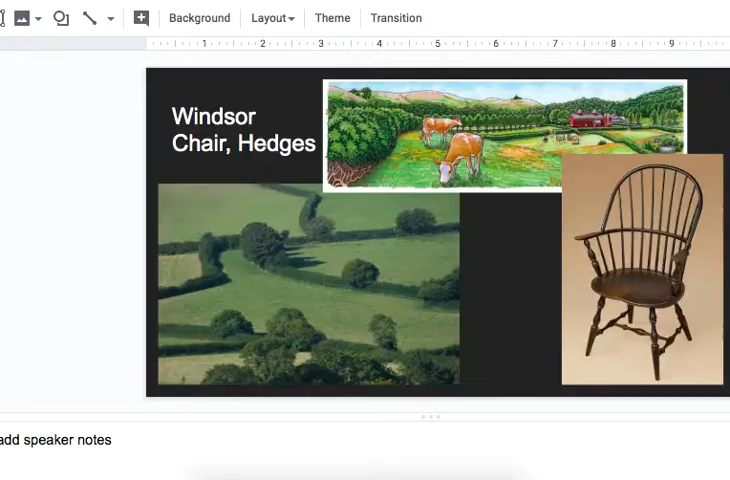 Background
Layout
Theme
Transition
1 2 3 4 5 6 7 8 9
Windsor
Chair, Hedges
add speaker notes